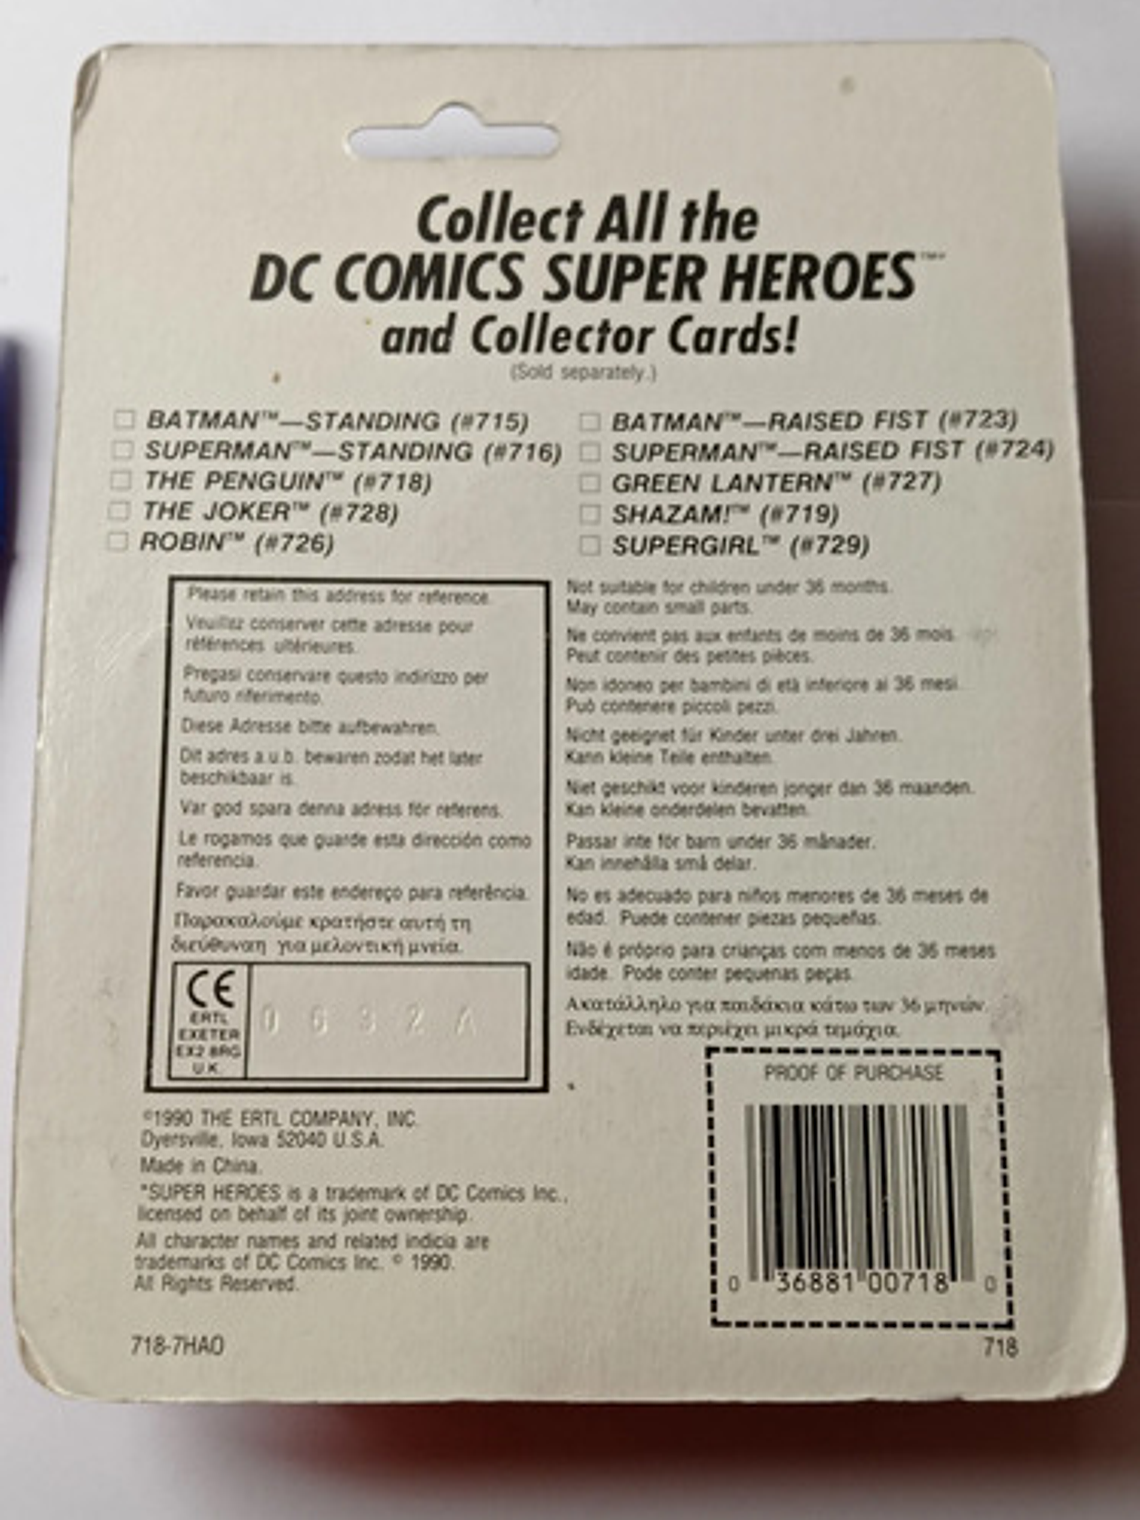 Collect All the
DC COMICS SUPER HEROES™*
and Collector Cards!
(Sold separately.)
BATMAN™—STANDING (#715)
SUPERMAN™—STANDING (#716)
THE PENGUIN™ (#718)
THE JOKER™ (#728)
ROBIN™ (#726)
BATMAN™—RAISED FIST (#723)
SUPERMAN™—RAISED FIST (#724)
GREEN LANTERN™ (#727)
SHAZAM!™ (#719)
SUPERGIRL™ (#729)
Please retain this address for reference.
Veuillez conserver cette adresse pour
références ultérieures.
Pregasi conservare questo indirizzo per
futuro riferimento.
Diese Adresse bitte aufbewahren.
Dit adres a.u.b. bewaren zodat het later
beschikbaar is.
Var god spara denna adress för referens.
Le rogamos que guarde esta dirección como
referencia.
Favor guardar este endereço para referência.
Παρακαλούμε κρατήστε αυτή τη
διεύθυναη για μελοντική μνεία.
CE
ERTL
EXETER
EX2 8RG
U.K.
0 6 3 2 A
Not suitable for children under 36 months.
May contain small parts.
Ne convient pas aux enfants de moins de 36 mois.
Peut contenir des petites pièces.
Non idoneo per bambini di età inferiore ai 36 mesi.
Può contenere piccoli pezzi.
Nicht geeignet für Kinder unter drei Jahren.
Kann kleine Teile enthalten.
Niet geschikt voor kinderen jonger dan 36 maanden.
Kan kleine onderdelen bevatten.
Passar inte för barn under 36 månader.
Kan innehålla små delar.
No es adecuado para niños menores de 36 meses de
edad. Puede contener piezas pequeñas.
Não é próprio para crianças com menos de 36 meses
idade. Pode conter pequenas peças.
Ακατάλληλο για παιδάκια κάτω των 36 μηνών.
Ενδέχεται να περιέχει μικρά τεμάχια.
©1990 THE ERTL COMPANY, INC.
Dyersville, Iowa 52040 U.S.A.
Made in China.
*SUPER HEROES is a trademark of DC Comics Inc.,
licensed on behalf of its joint ownership.
All character names and related indicia are
trademarks of DC Comics Inc. © 1990.
All Rights Reserved.
PROOF OF PURCHASE
0 36881 00718 0
718-7HAO
718